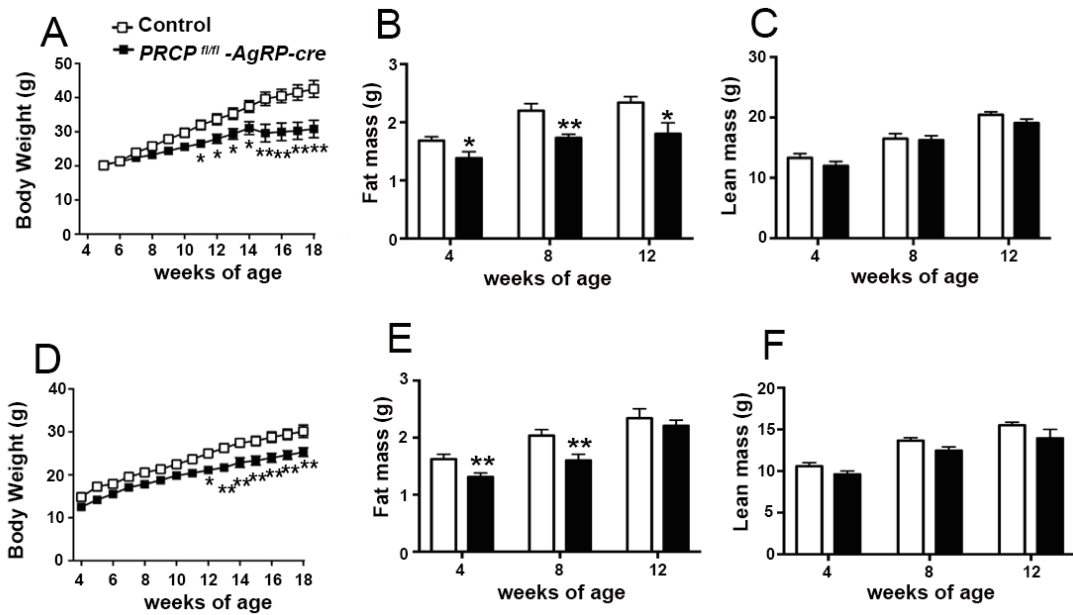 A
Control
PRCP fl/fl -AgRP-cre
Body Weight (g)
50
40
30
20
10
0
4 6 8 10 12 14 16 18
weeks of age
* * * * ** ** ** **
B
Fat mass (g)
3
2
1
0
* ** *
4 8 12
weeks of age
C
Lean mass (g)
30
20
10
0
4 8 12
weeks of age
D
Body Weight (g)
40
30
20
10
0
4 6 8 10 12 14 16 18
weeks of age
* ** ** ** ** ** **
E
Fat mass (g)
3
2
1
0
** **
4 8 12
weeks of age
F
Lean mass (g)
20
15
10
5
0
4 8 12
weeks of age